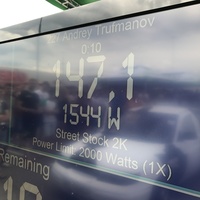 Andrey Trufmanov
0:10
147,1
1544 W
Street Stock 2K
Power Limit: 2000 Watts (1X)
Remaining